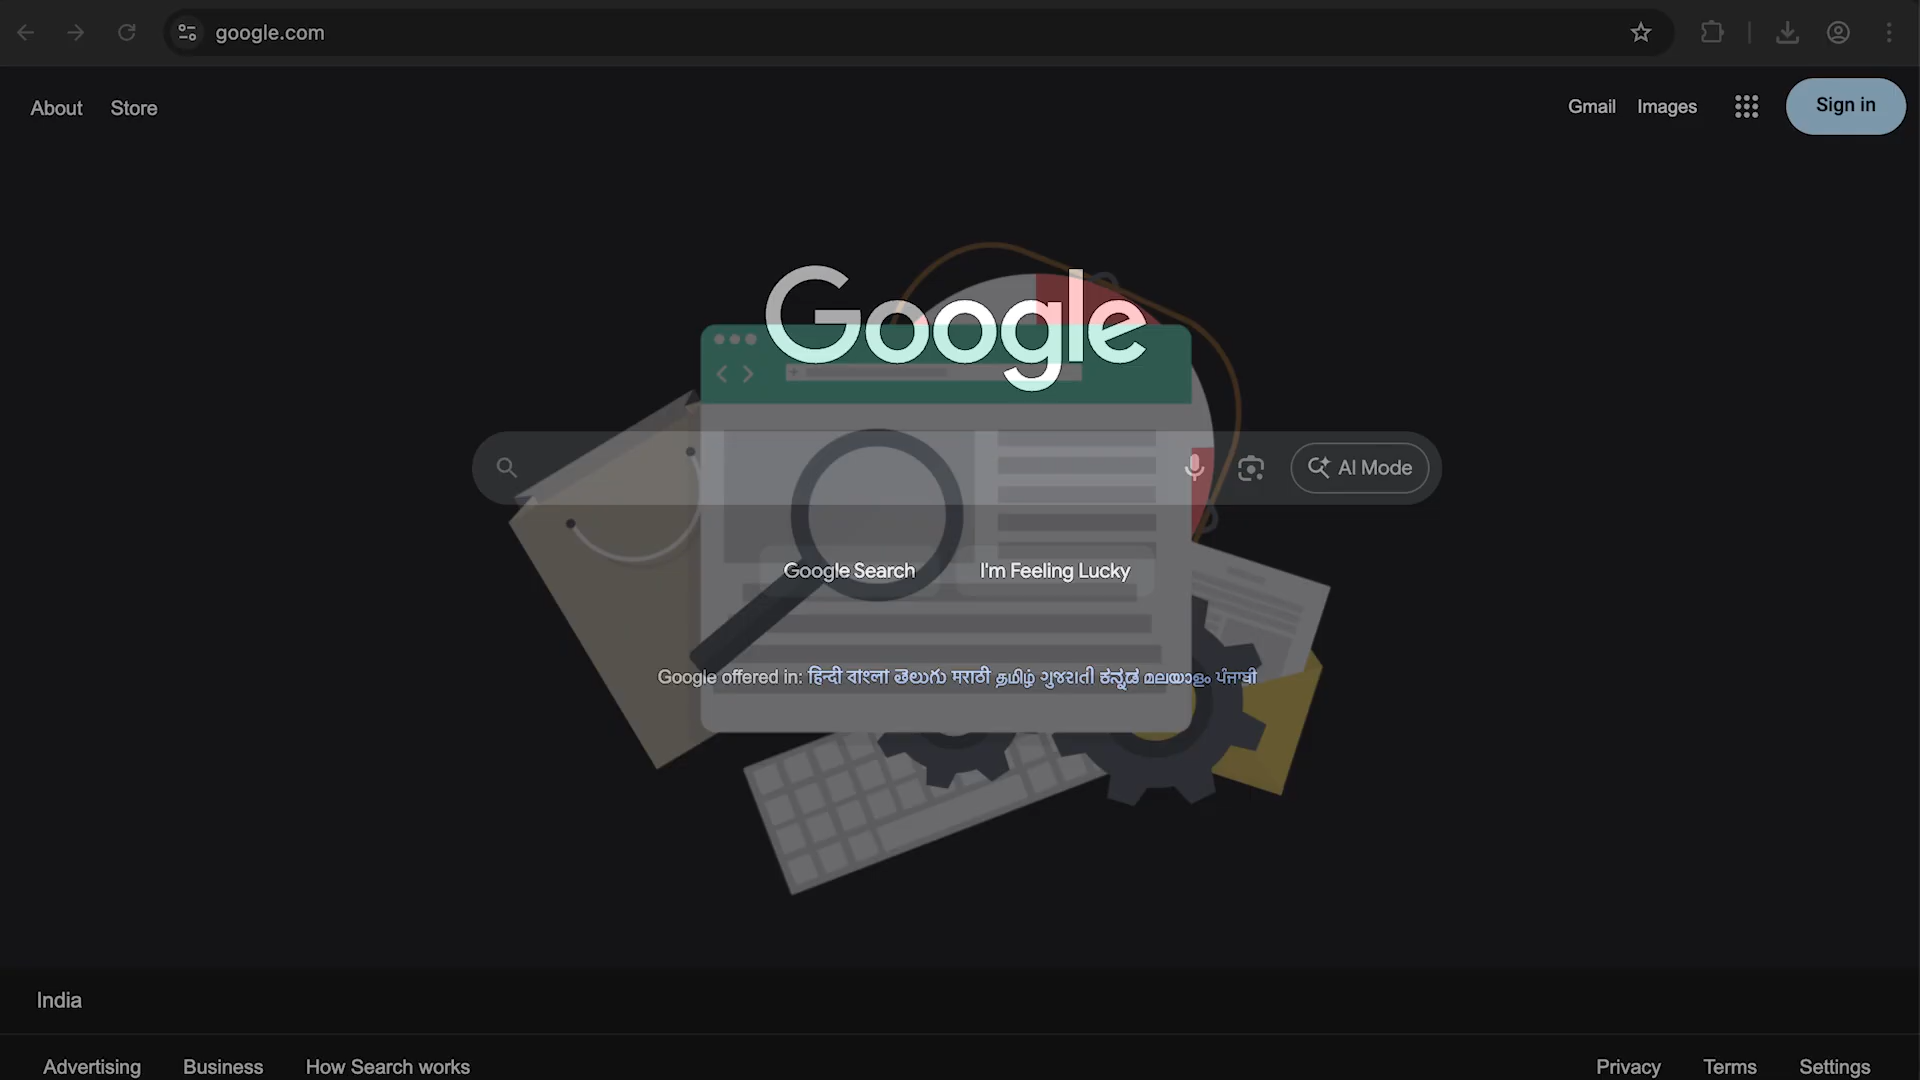 google.com
About Store
Gmail Images Sign in
Google
AI Mode
Google Search I'm Feeling Lucky
Google offered in: हिन्दी বাংলা తెలుగు मराठी தமிழ் ગુજરાતી ಕನ್ನಡ മലയാളം ਪੰਜਾਬੀ
India
Advertising Business How Search works
Privacy Terms Settings